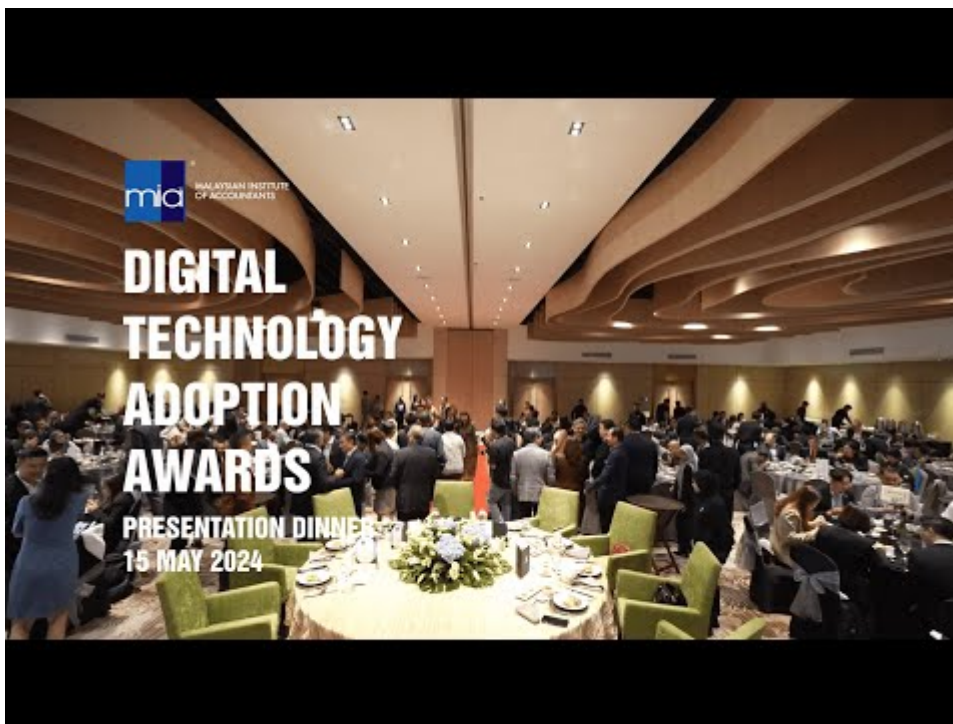 mia
MALAYSIAN INSTITUTE
OF ACCOUNTANTS
DIGITAL
TECHNOLOGY
ADOPTION
AWARDS
PRESENTATION DINNER
15 MAY 2024